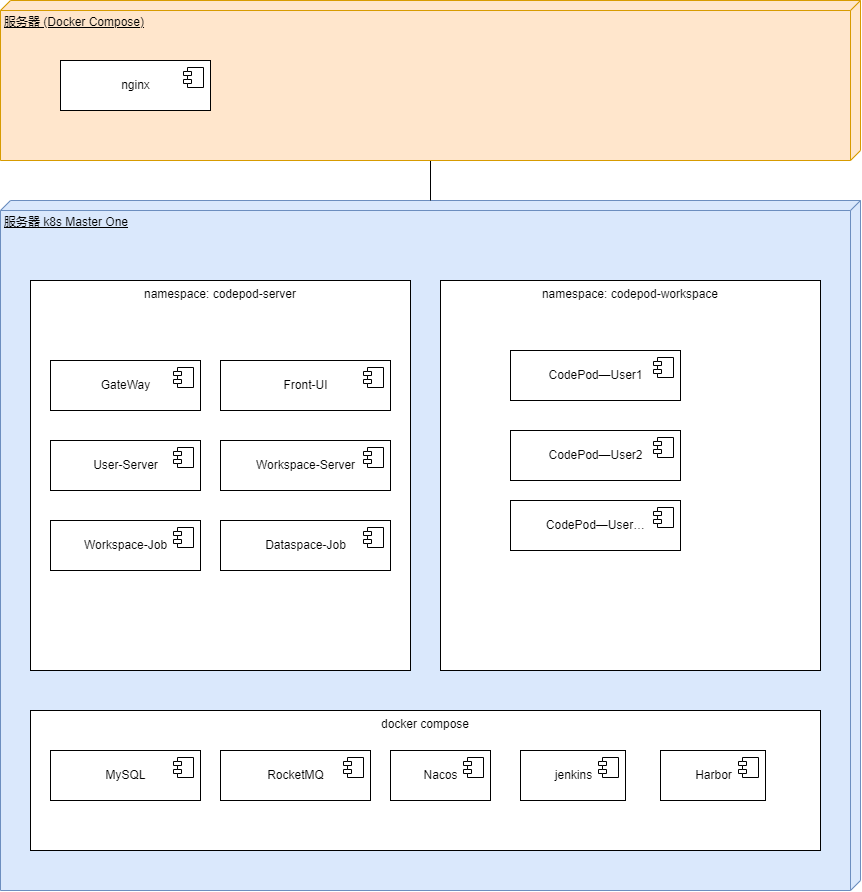 服务器 (Docker Compose)
nginx
服务器 k8s Master One
namespace: codepod-server
namespace: codepod-workspace
GateWay
Front-UI
CodePod—User1
User-Server
Workspace-Server
CodePod—User2
Workspace-Job
Dataspace-Job
CodePod—User...
docker compose
MySQL
RocketMQ
Nacos
jenkins
Harbor